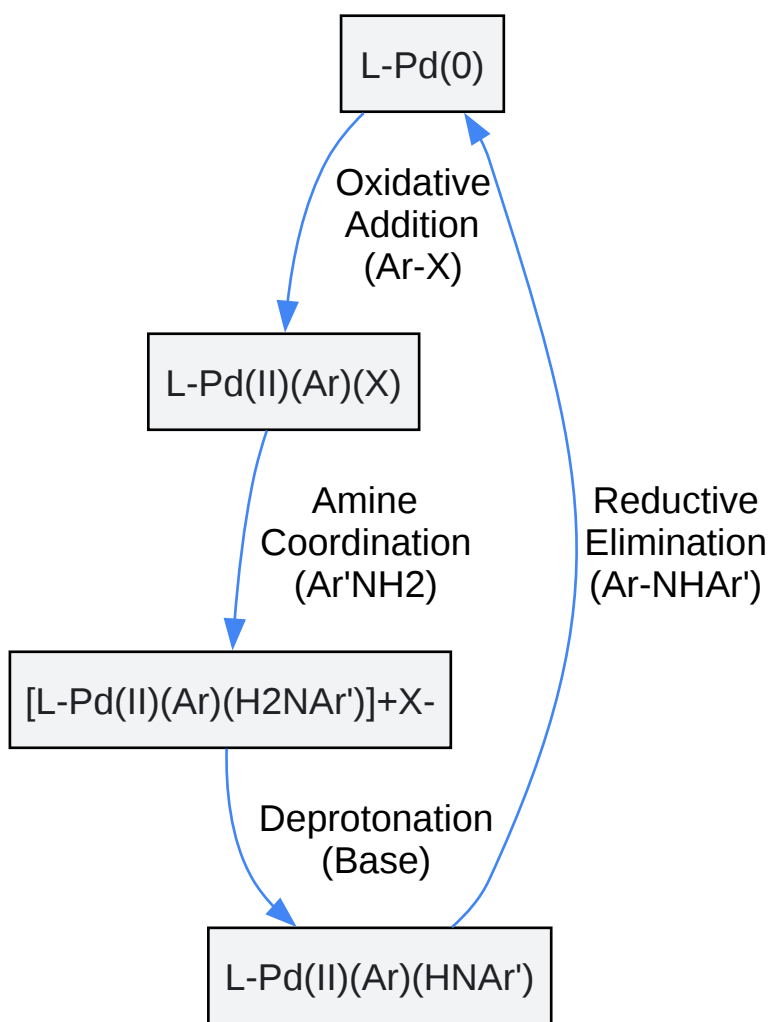 L-Pd(0)
Oxidative
Addition
(Ar-X)
L-Pd(II)(Ar)(X)
Amine
Coordination
(Ar'NH2)
Reductive
Elimination
(Ar-NHAr')
[L-Pd(II)(Ar)(H2NAr')]+X-
Deprotonation
(Base)
L-Pd(II)(Ar)(HNAr')